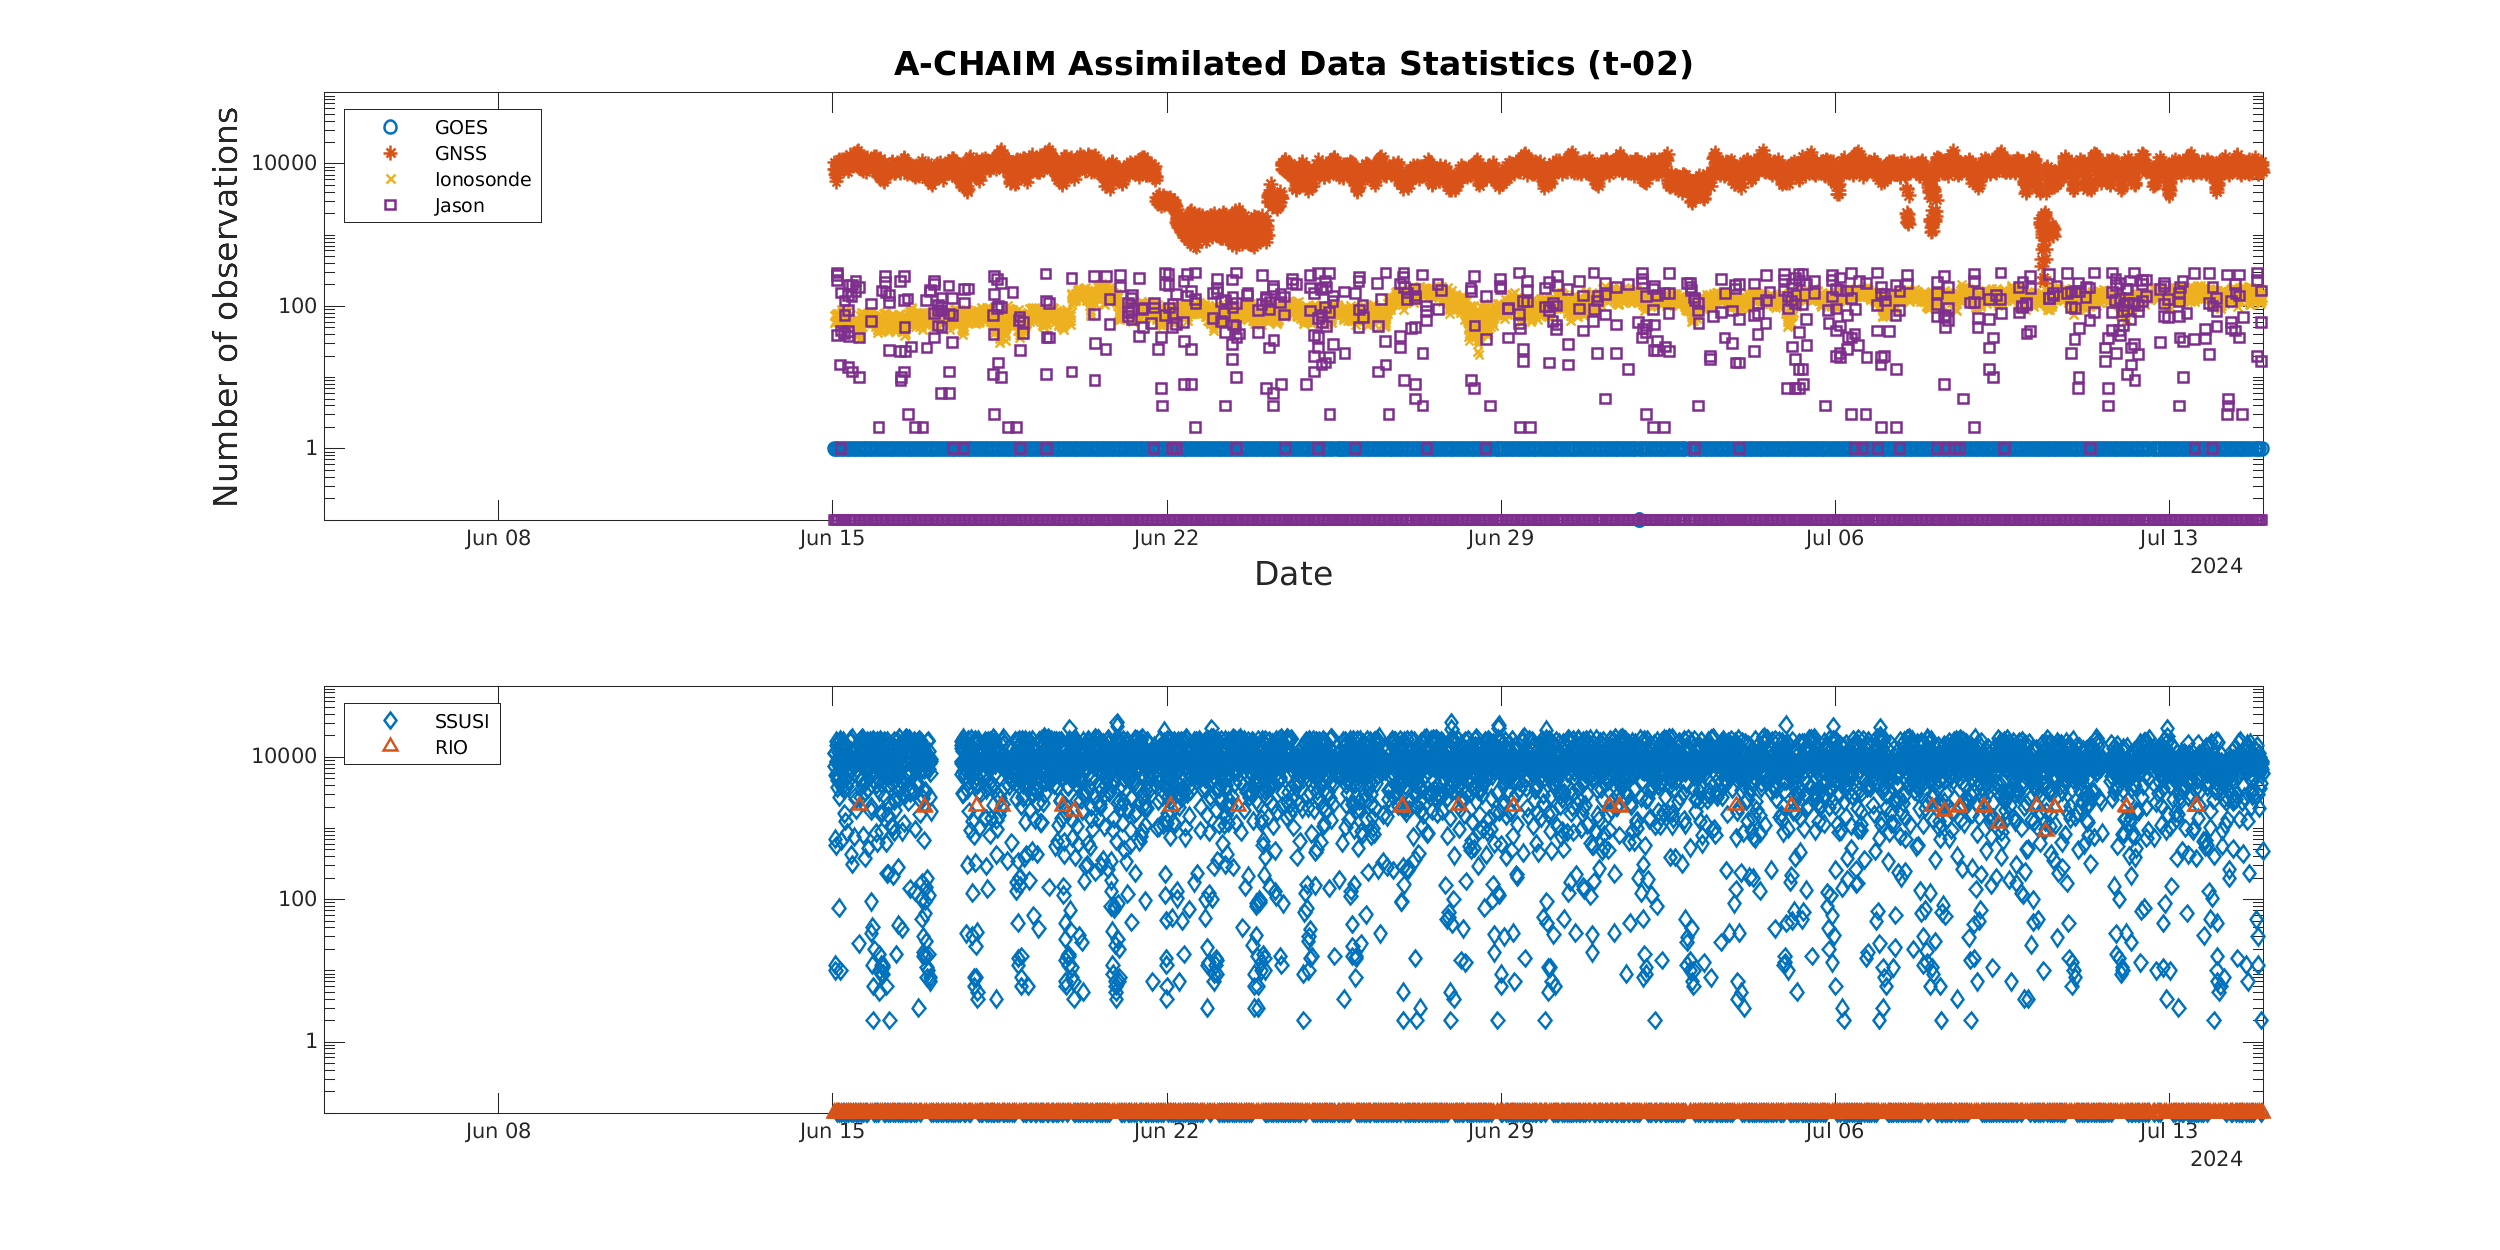 A-CHAIM Assimilated Data Statistics (t-02)
Number of observations
10000
100
1
GOES
GNSS
Ionosonde
Jason
Jun 08
Jun 15
Jun 22
Jun 29
Jul 06
Jul 13
2024
Date
10000
100
1
SSUSI
RIO
Jun 08
Jun 15
Jun 22
Jun 29
Jul 06
Jul 13
2024